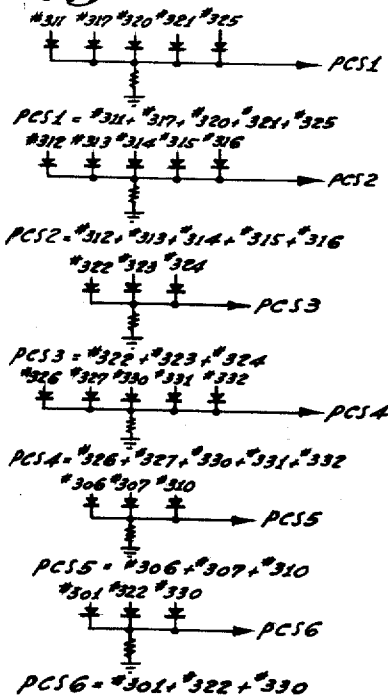 #311 #317 #320 #321 #325
PCS1
PCS1 = #311+ #317+ #320+ #321+ #325
#312 #313 #314 #315 #316
PCS2
PCS2= #312+ #313+ #314+ #315+ #316
#322 #323 #324
PCS3
PCS3 = #322 + #323 + #324
#326 #327 #330 #331 #332
PCS4
PCS4= #326+ #327+ #330+ #331+ #332
#306 #307 #310
PCS5
PCS5 = #306 + #307 + #310
#301 #322 #330
PCS6
PCS6 = #301+ #322 + #330